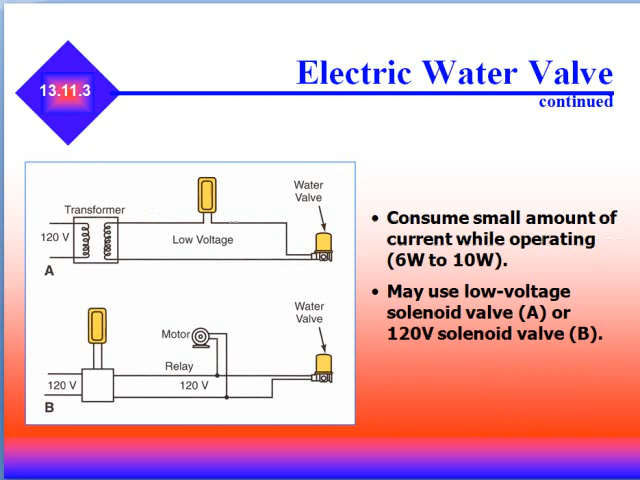 Electric Water Valve
continued
13.11.3
Transformer
Water
Valve
120 V
Low Voltage
A
Water
Valve
Motor
Relay
120 V
120 V
B
• Consume small amount of
current while operating
(6W to 10W).
• May use low-voltage
solenoid valve (A) or
120V solenoid valve (B).